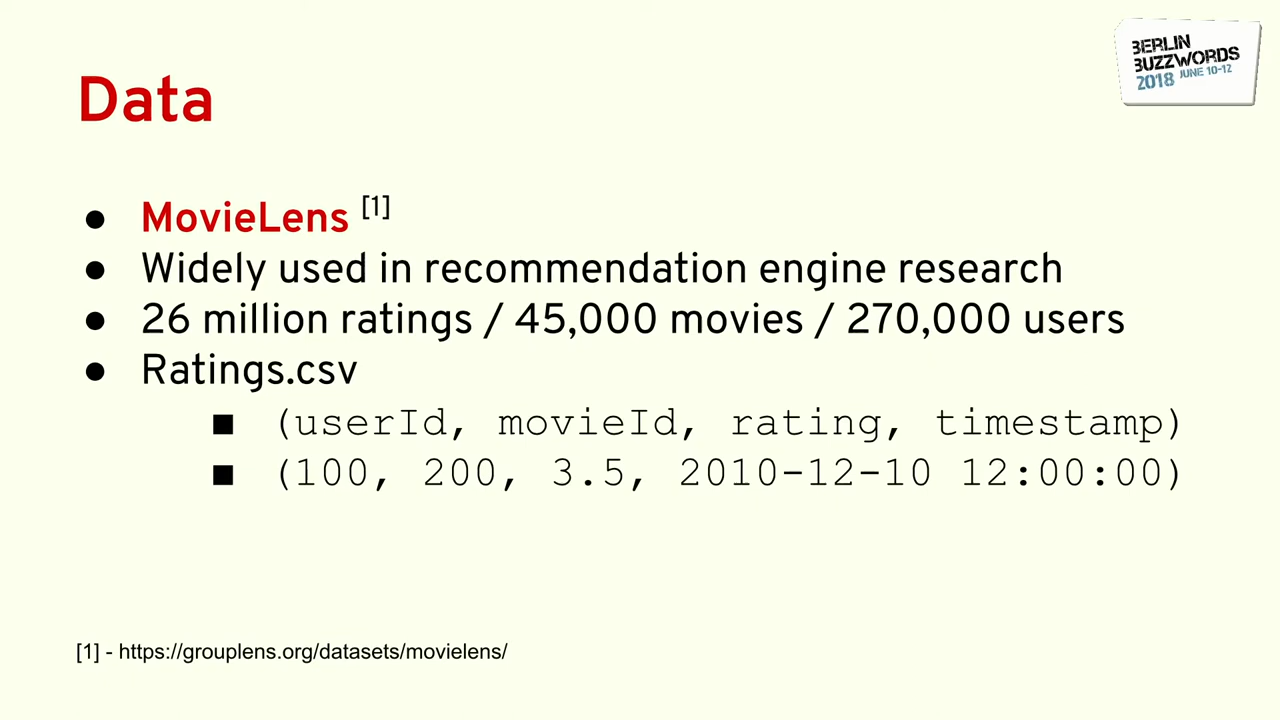 BERLIN
BUZZWORDS
2018 JUNE 10-12
Data
● MovieLens [1]
● Widely used in recommendation engine research
● 26 million ratings / 45,000 movies / 270,000 users
● Ratings.csv
■ (userId, movieId, rating, timestamp)
■ (100, 200, 3.5, 2010-12-10 12:00:00)
[1] - https://grouplens.org/datasets/movielens/